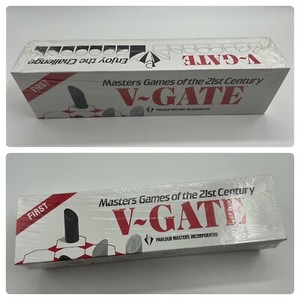 Enjoy the Challenge
V~GATE
FIRST
Masters Games of the 21st Century
V~GATE
PARLOUR MASTERS INCORPORATED
FIRST
Masters Games of the 21st Century
V~GATE
PARLOUR MASTERS INCORPORATED